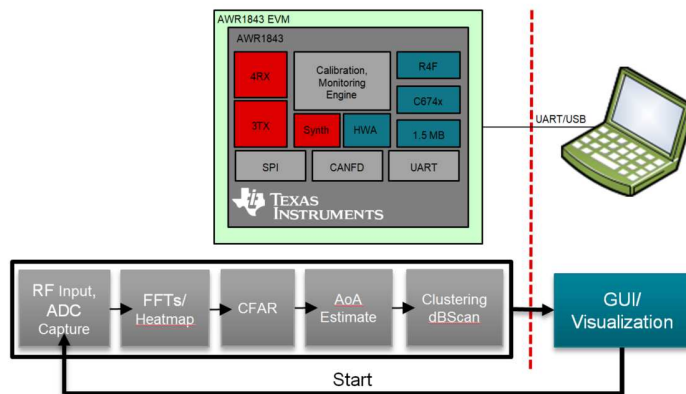 AWR1843 EVM
AWR1843
4RX
3TX
Calibration,
Monitoring
Engine
Synth
HWA
R4F
C674x
1.5 MB
SPI
CANFD
UART
TEXAS
INSTRUMENTS
UART/USB
RF Input,
ADC
Capture
FFTs/
Heatmap
CFAR
AoA
Estimate
Clustering
dBScan
GUI/
Visualization
Start